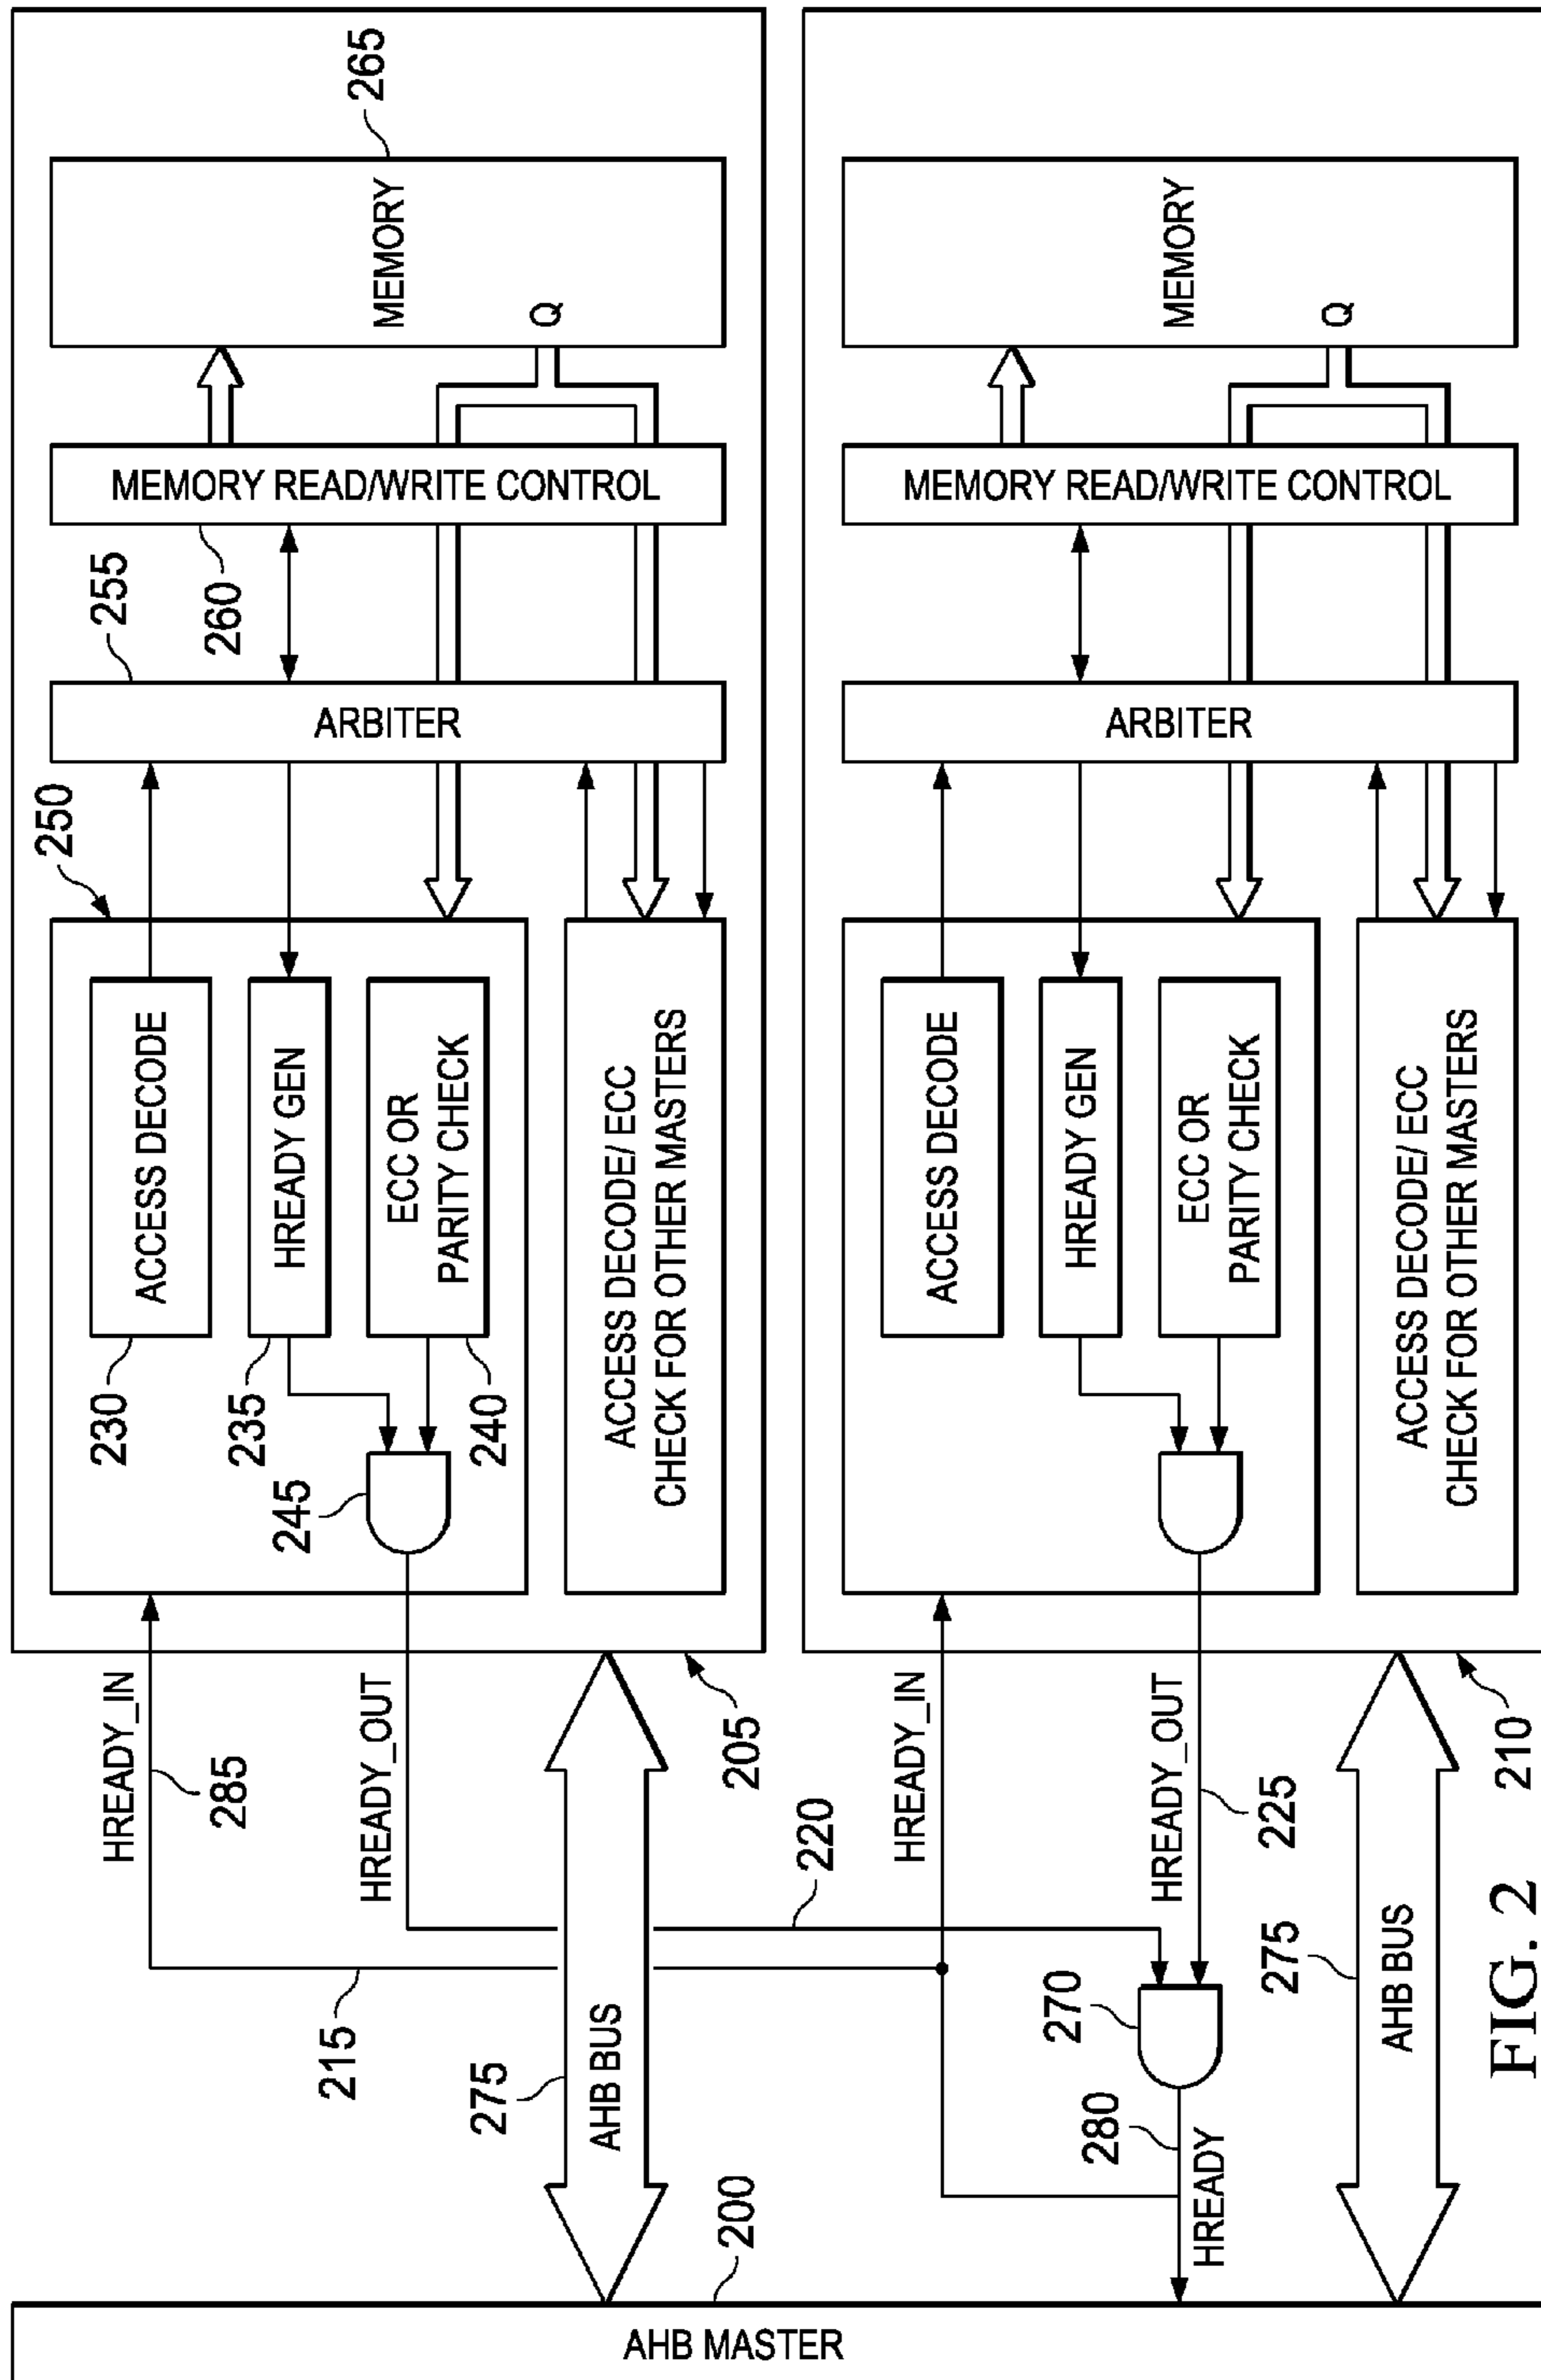 265
MEMORY
Q
MEMORY READ/WRITE CONTROL
260
255
ARBITER
250
ACCESS DECODE
230
HREADY GEN
235
ECC OR
PARITY CHECK
240
245
ACCESS DECODE/ ECC
CHECK FOR OTHER MASTERS
HREADY_IN
285
HREADY_OUT
205
215
220
275
AHB BUS
MEMORY
Q
MEMORY READ/WRITE CONTROL
ARBITER
ACCESS DECODE
HREADY GEN
ECC OR
PARITY CHECK
ACCESS DECODE/ ECC
CHECK FOR OTHER MASTERS
HREADY_IN
HREADY_OUT
225
210
270
280
HREADY
275
AHB BUS
200
AHB MASTER
FIG. 2